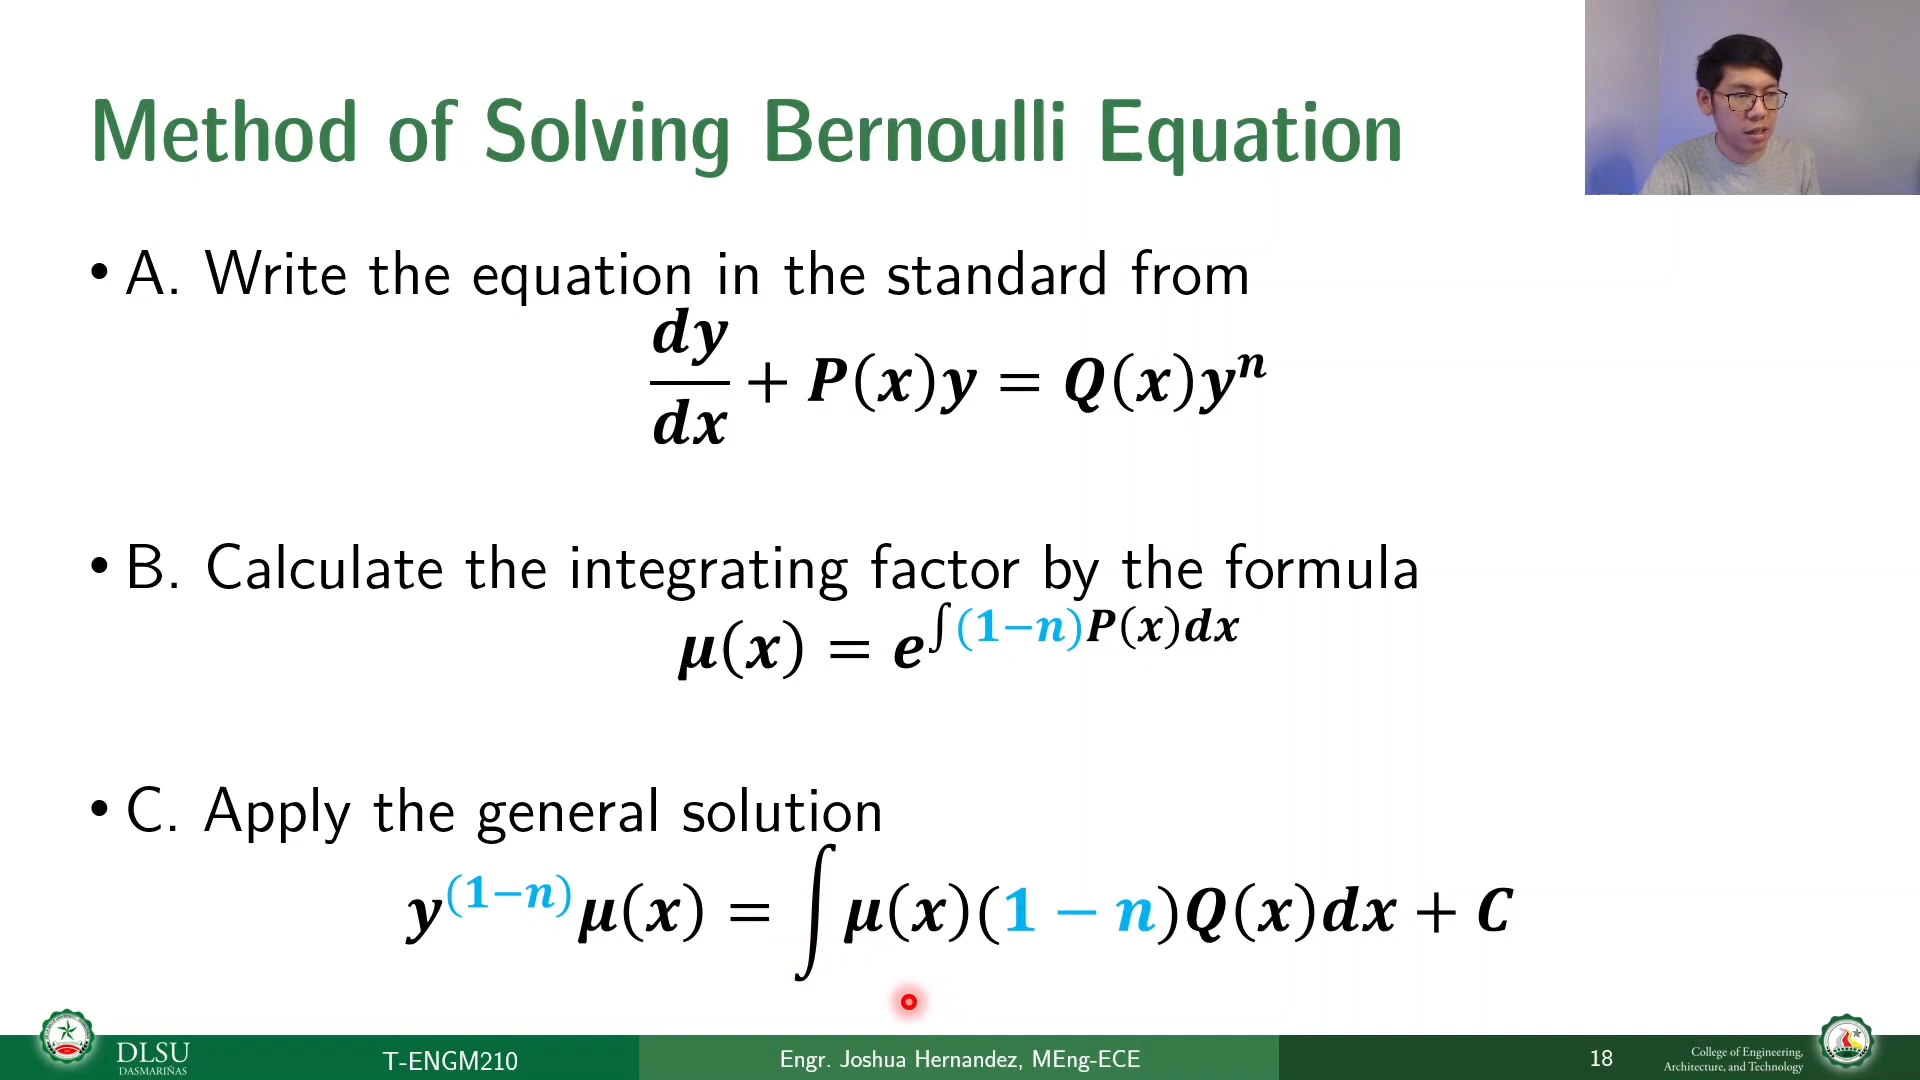 Method of Solving Bernoulli Equation
• A. Write the equation in the standard from
dy/dx + P(x)y = Q(x)yⁿ
• B. Calculate the integrating factor by the formula
μ(x) = e^∫(1−n)P(x)dx
• C. Apply the general solution
y^(1−n) μ(x) = ∫ μ(x)(1 − n)Q(x)dx + C
DLSU
DASMARIÑAS
T-ENGM210
Engr. Joshua Hernandez, MEng-ECE
18
College of Engineering,
Architecture, and Technology